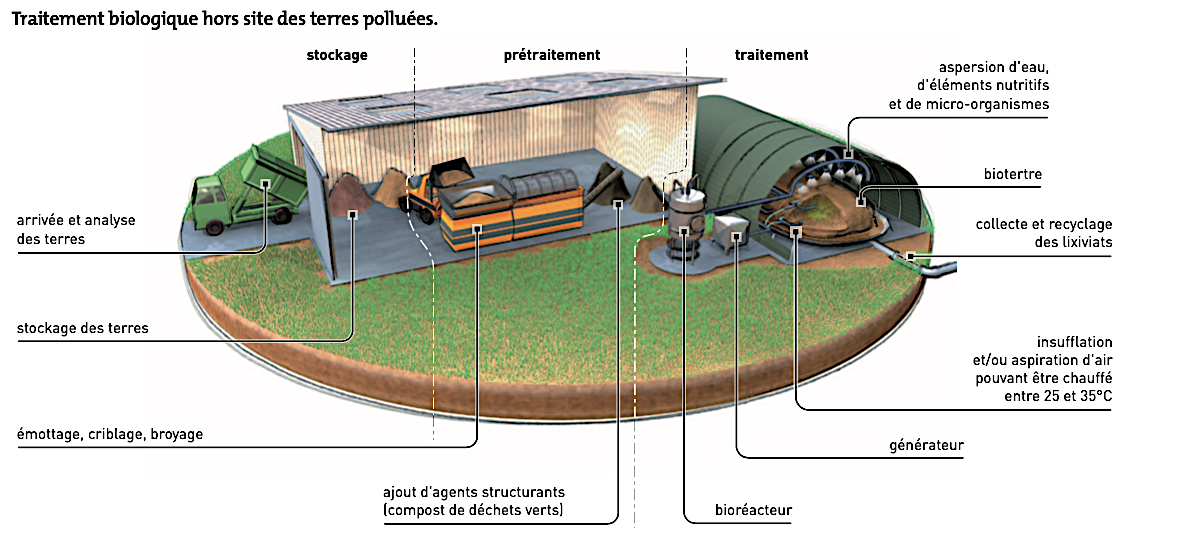 Traitement biologique hors site des terres polluées.
stockage
prétraitement
traitement
aspersion d'eau,
d'éléments nutritifs
et de micro-organismes
biotertre
collecte et recyclage
des lixiviats
arrivée et analyse
des terres
stockage des terres
insufflation
et/ou aspiration d'air
pouvant être chauffé
entre 25 et 35°C
émottage, criblage, broyage
générateur
ajout d'agents structurants
(compost de déchets verts)
bioréacteur